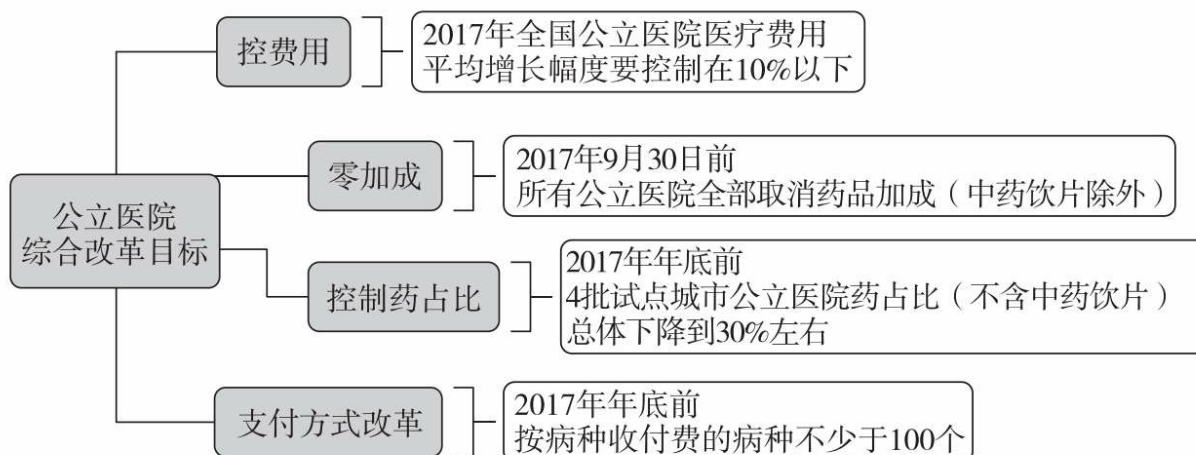 控费用
2017年全国公立医院医疗费用
平均增长幅度要控制在10%以下
零加成
2017年9月30日前
所有公立医院全部取消药品加成（中药饮片除外）
公立医院
综合改革目标
控制药占比
2017年年底前
4批试点城市公立医院药占比（不含中药饮片）
总体下降到30%左右
支付方式改革
2017年年底前
按病种收付费的病种不少于100个